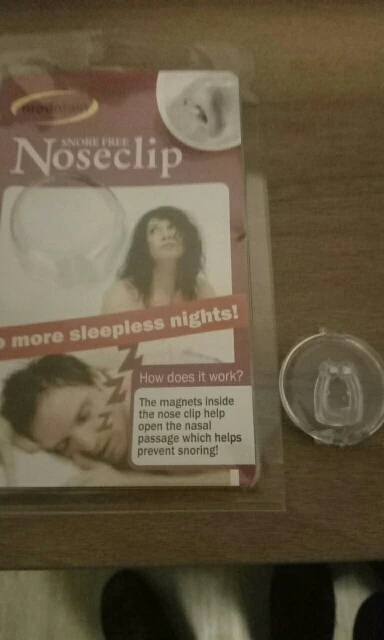 mountain
SNORE FREE
Noseclip
o more sleepless nights!
How does it work?
The magnets inside
the nose clip help
open the nasal
passage which helps
prevent snoring!